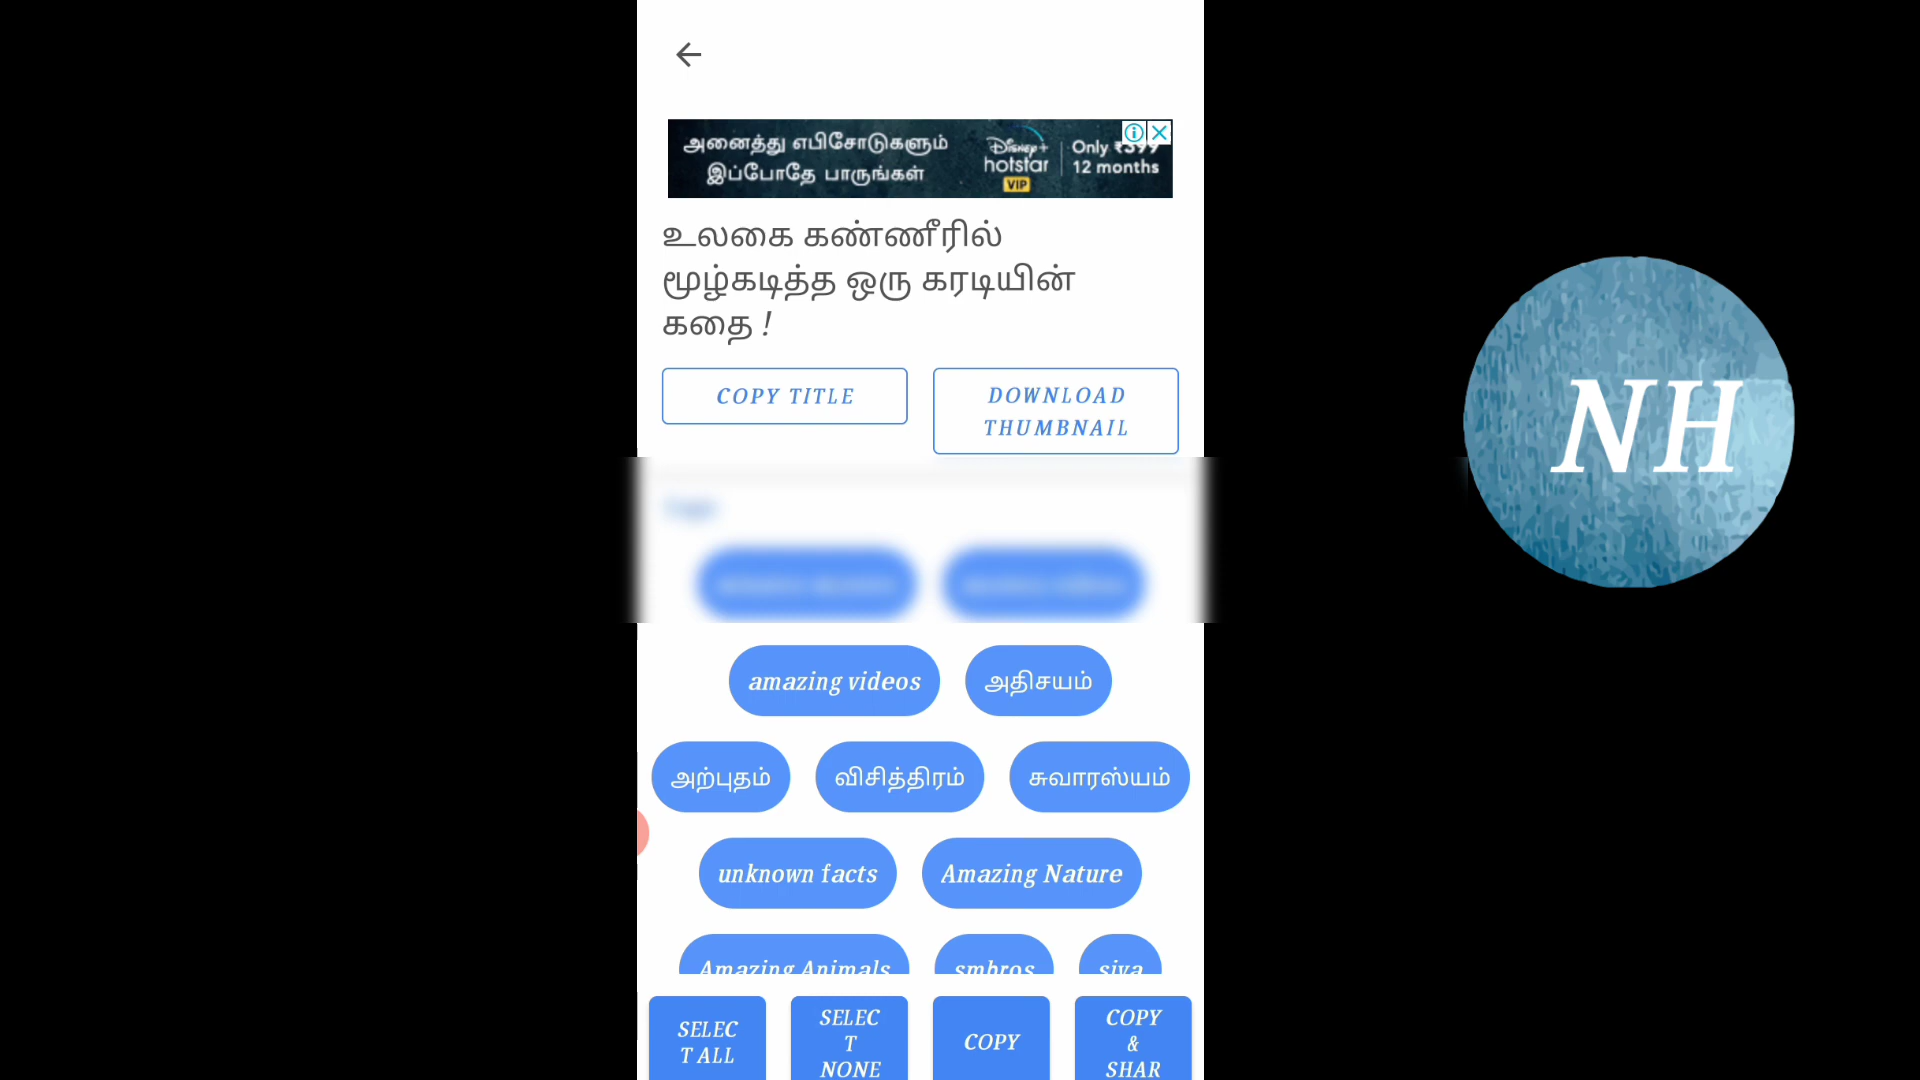 அனைத்து எபிசோடுகளும்
இப்போதே பாருங்கள்
Disney+
hotstar
VIP
Only ₹399
12 months
உலகை கண்ணீரில்
மூழ்கடித்த ஒரு கரடியின்
கதை !
COPY TITLE
DOWNLOAD
THUMBNAIL
amazing videos
அதிசயம்
அற்புதம்
விசித்திரம்
சுவாரஸ்யம்
unknown facts
Amazing Nature
Amazing Animals
smbros
siva
SELEC
T ALL
SELEC
T
NONE
COPY
COPY
&
SHAR
NH